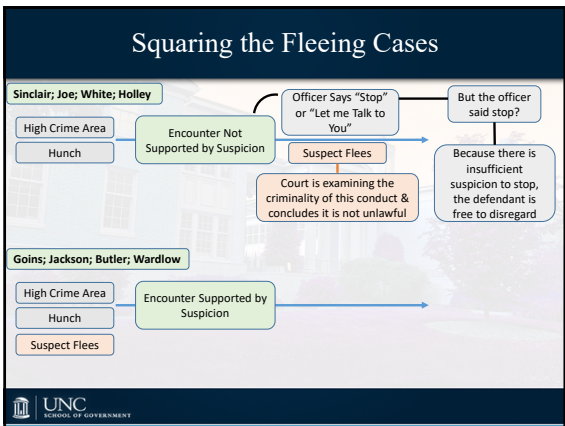 Squaring the Fleeing Cases
Sinclair; Joe; White; Holley
High Crime Area
Hunch
Encounter Not
Supported by Suspicion
Officer Says “Stop”
or “Let me Talk to
You”
Suspect Flees
Court is examining the
criminality of this conduct &
concludes it is not unlawful
But the officer
said stop?
Because there is
insufficient
suspicion to stop,
the defendant is
free to disregard
Goins; Jackson; Butler; Wardlow
High Crime Area
Hunch
Suspect Flees
Encounter Supported by
Suspicion
UNC
SCHOOL OF GOVERNMENT